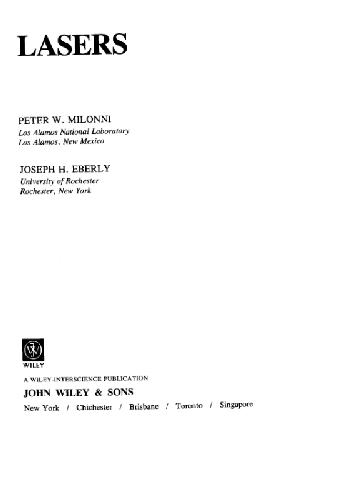 LASERS
PETER W. MILONNI
Los Alamos National Laboratory
Los Alamos, New Mexico
JOSEPH H. EBERLY
University of Rochester
Rochester, New York
WILEY
A WILEY-INTERSCIENCE PUBLICATION
JOHN WILEY & SONS
New York / Chichester / Brisbane / Toronto / Singapore